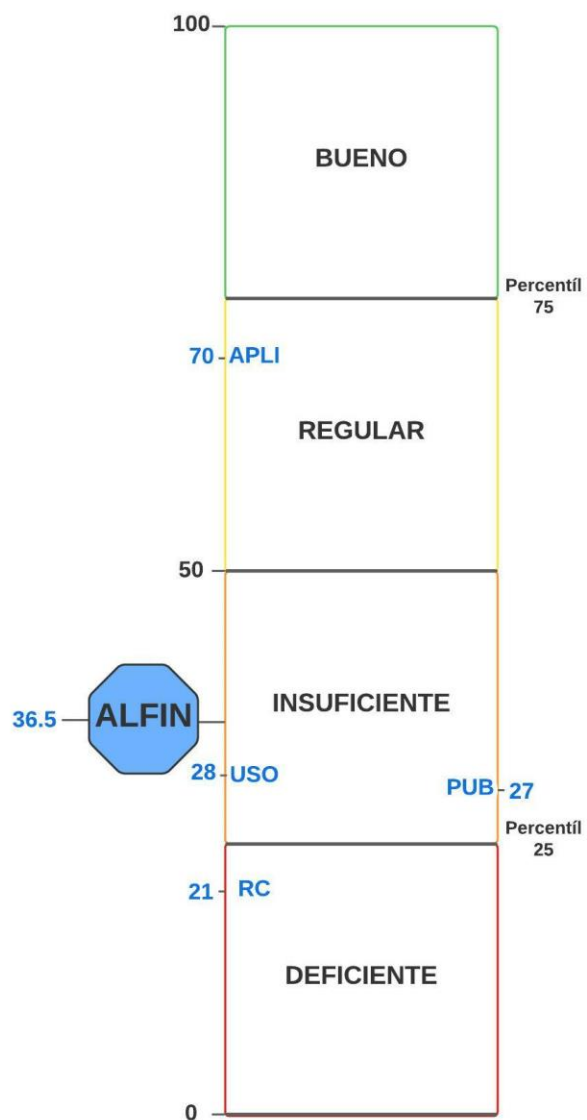 100
BUENO
Percentíl
75
70 APLI
REGULAR
50
INSUFICIENTE
36.5 ALFIN
28 USO
PUB 27
Percentíl
25
21 RC
DEFICIENTE
0